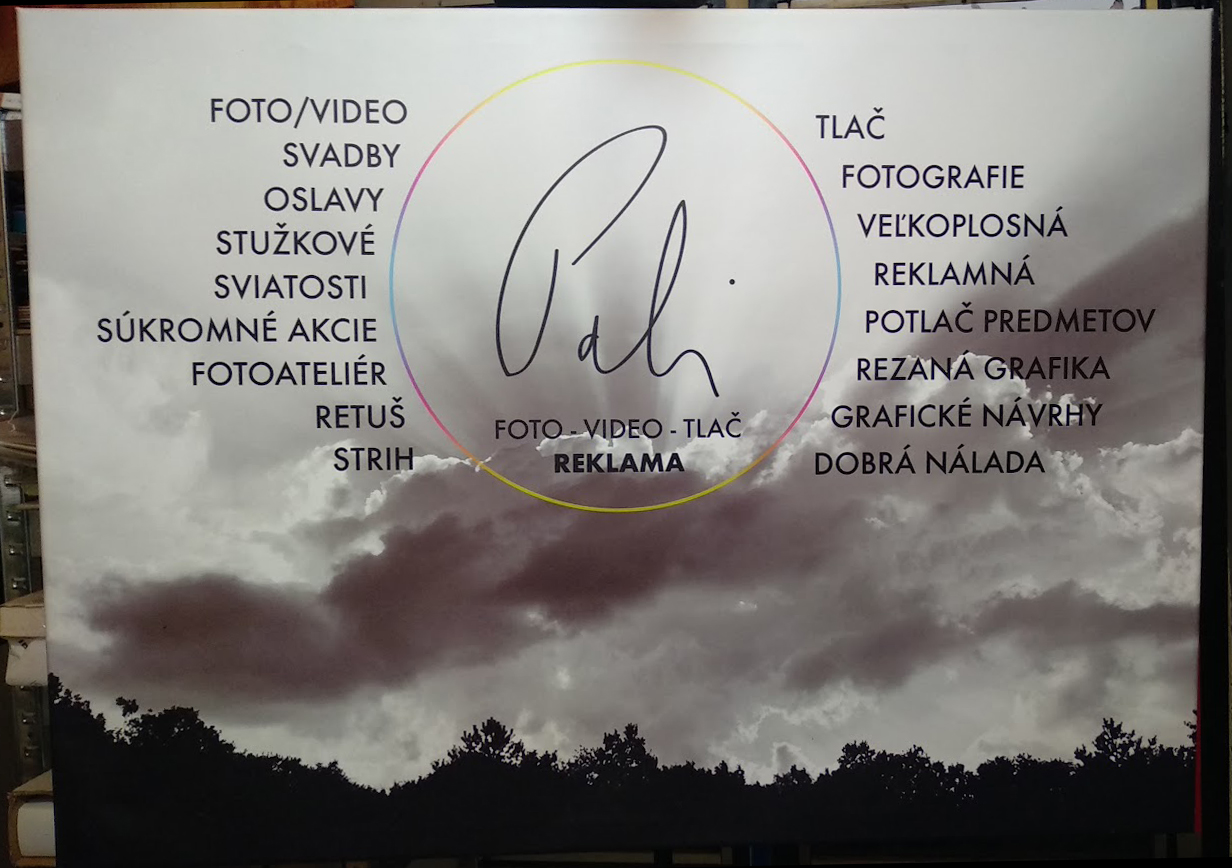 FOTO/VIDEO
SVADBY
OSLAVY
STUŽKOVÉ
SVIATOSTI
SÚKROMNÉ AKCIE
FOTOATELIÉR
RETUŠ
STRIH
Pali
FOTO - VIDEO - TLAČ
REKLAMA
TLAČ
FOTOGRAFIE
VEĽKOPLOSNÁ
REKLAMNÁ
POTLAČ PREDMETOV
REZANÁ GRAFIKA
GRAFICKÉ NÁVRHY
DOBRÁ NÁLADA